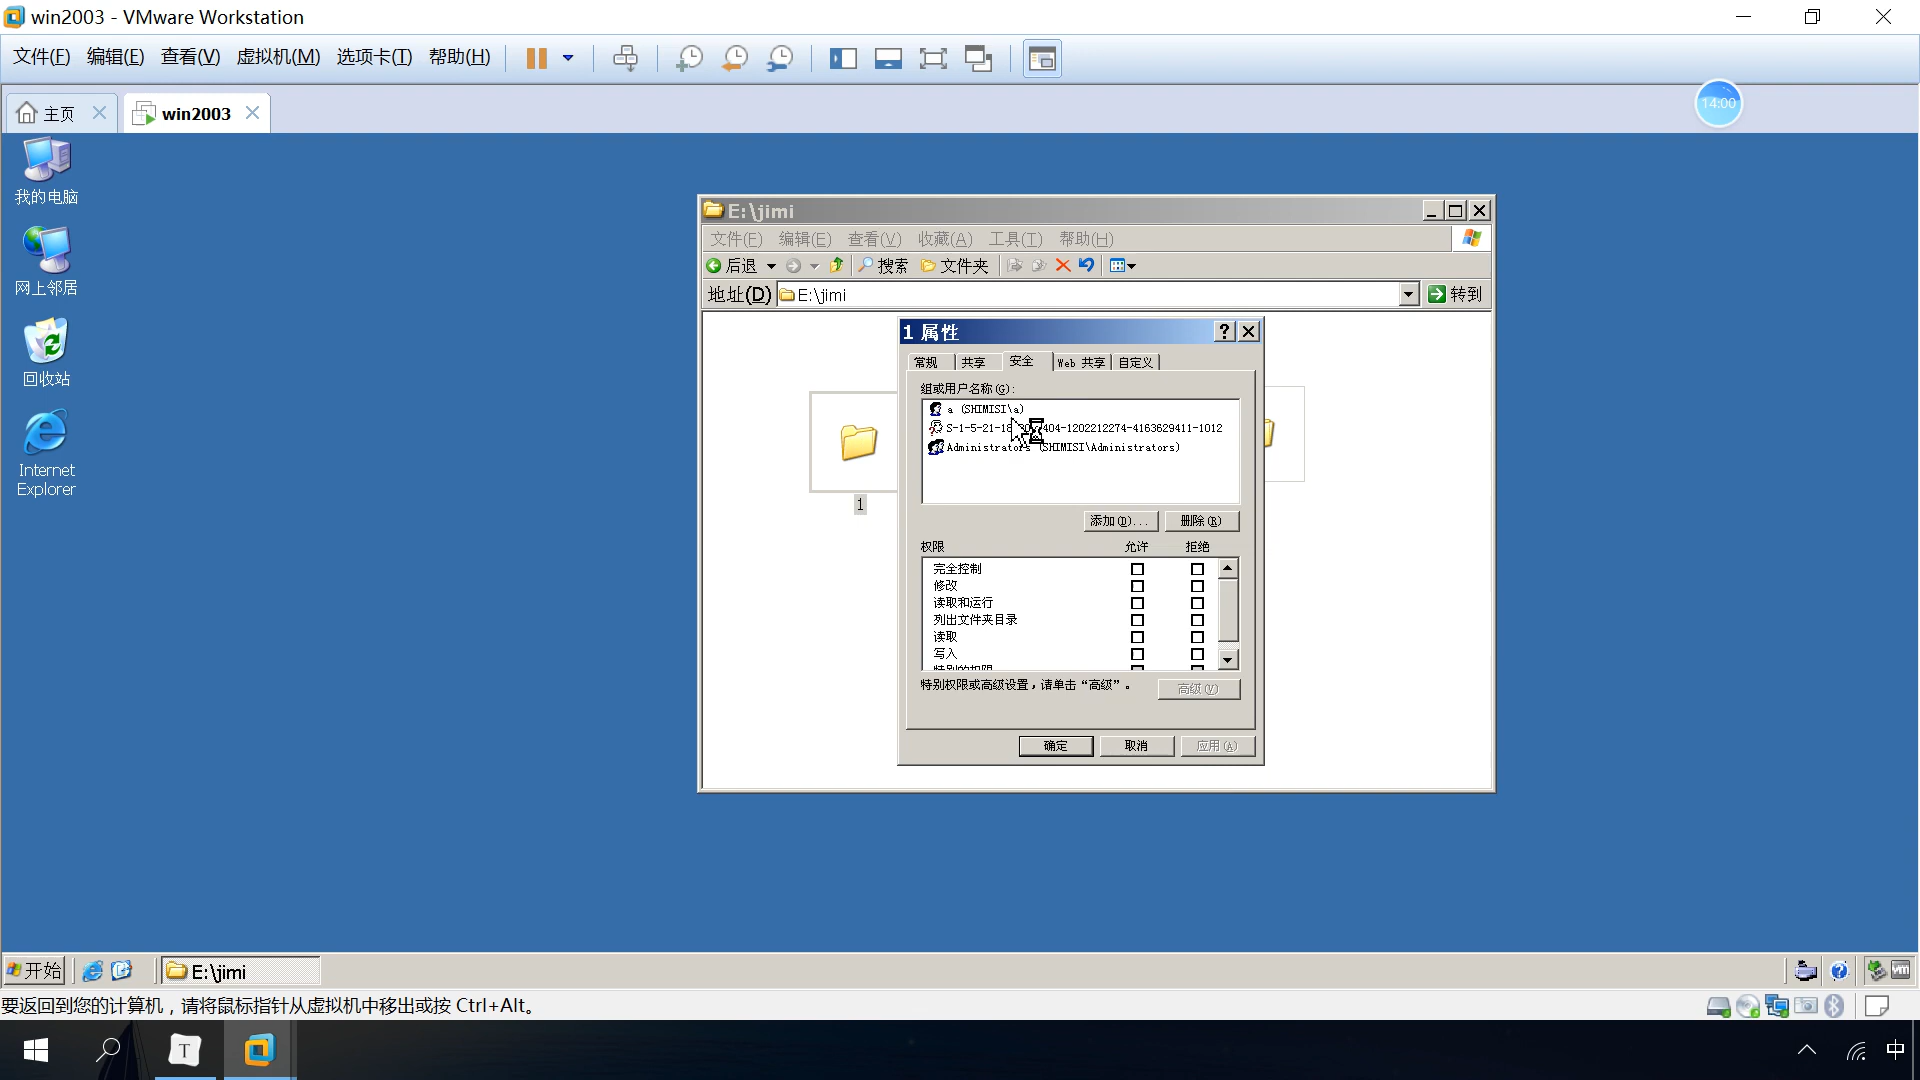 win2003 - VMware Workstation
文件(F) 编辑(E) 查看(V) 虚拟机(M) 选项卡(T) 帮助(H)
主页 win2003
14:00
我的电脑
网上邻居
回收站
Internet
Explorer
E:\jimi
文件(F) 编辑(E) 查看(V) 收藏(A) 工具(T) 帮助(H)
后退 搜索 文件夹
地址(D) E:\jimi 转到
1
1 属性
常规 共享 安全 Web 共享 自定义
组或用户名称(G):
a (SHIMISI\a)
404-1202212274-4163629411-1012
Administrators (SHIMISI\Administrators)
添加(D)... 删除(R)
权限 允许 拒绝
完全控制
修改
读取和运行
列出文件夹目录
读取
写入
特别的权限
特别权限或高级设置，请单击“高级”。 高级(V)
确定 取消 应用(A)
开始 E:\jimi
要返回到您的计算机，请将鼠标指针从虚拟机中移出或按 Ctrl+Alt。
T 中